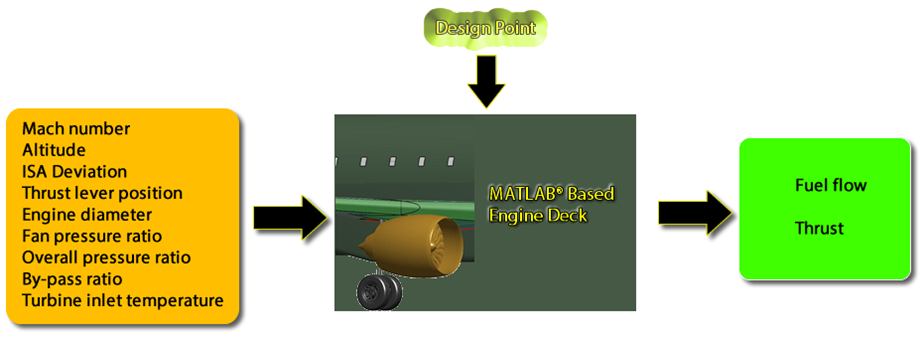 Design Point
Mach number
Altitude
ISA Deviation
Thrust lever position
Engine diameter
Fan pressure ratio
Overall pressure ratio
By-pass ratio
Turbine inlet temperature
MATLAB® Based
Engine Deck
Fuel flow
Thrust